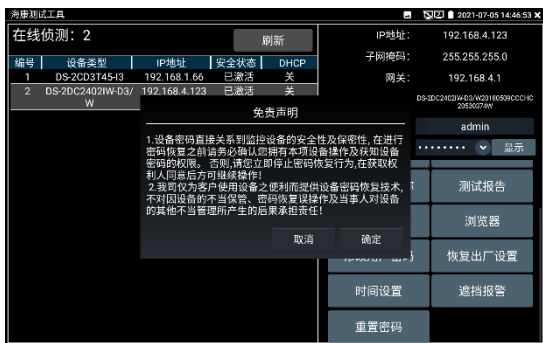 海康测试工具
2021-07-05 14:46:53
在线侦测：2
刷新
编号 设备类型 IP地址 安全状态 DHCP
1 DS-2CD3T45-I3 192.168.1.66 已激活 关
2 DS-2DC2402IW-D3/W 192.168.4.123 已激活 关
IP地址： 192.168.4.123
子网掩码： 255.255.255.0
网关： 192.168.4.1
DS-2DC2402IW-D3/W20180509CCCHC
20530374W
admin
显示
免责声明
1.设备密码直接关系到监控设备的安全性及保密性, 在进行
密码恢复之前请务必确认您拥有本项设备操作及获知设备
密码的权限。 否则,请您立即停止密码恢复行为,在获取权
利人同意后方可继续操作!
2.我司仅为客户使用设备之便利而提供设备密码恢复技术,
不对因设备的不当保管、密码恢复误操作及当事人对设备
的其他不当管理所产生的后果承担责任!
取消 确定
测试报告
浏览器
恢复出厂设置
时间设置 遮挡报警
重置密码